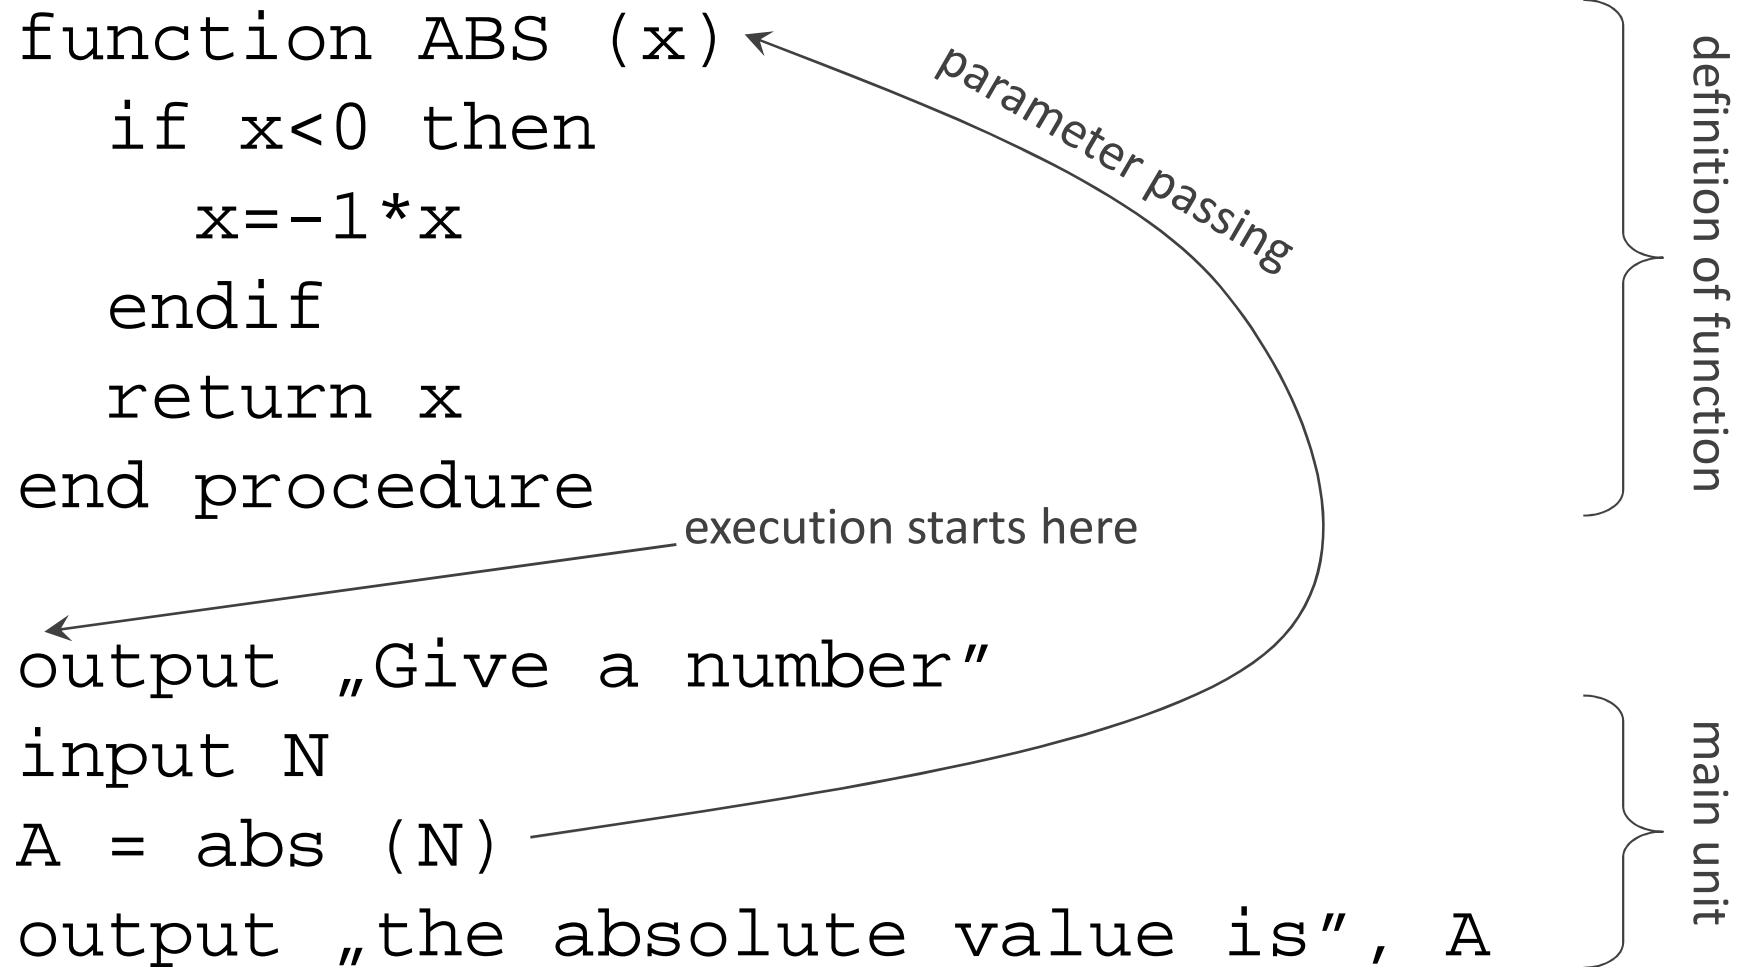 function ABS (x)
if x<0 then
x=-1*x
endif
return x
end procedure
output „Give a number”
input N
A = abs (N)
output „the absolute value is”, A
parameter passing
execution starts here
definition of function
main unit